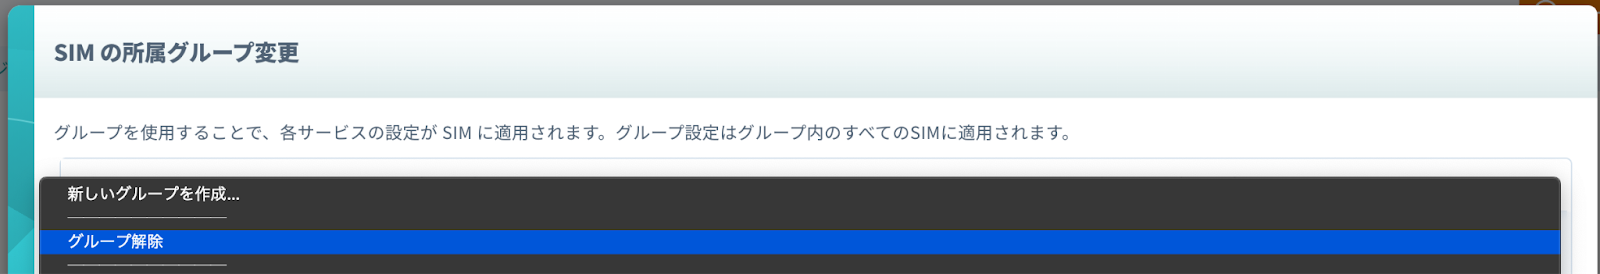 SIM の所属グループ変更
グループを使用することで、各サービスの設定が SIM に適用されます。グループ設定はグループ内のすべてのSIMに適用されます。
新しいグループを作成...
グループ解除